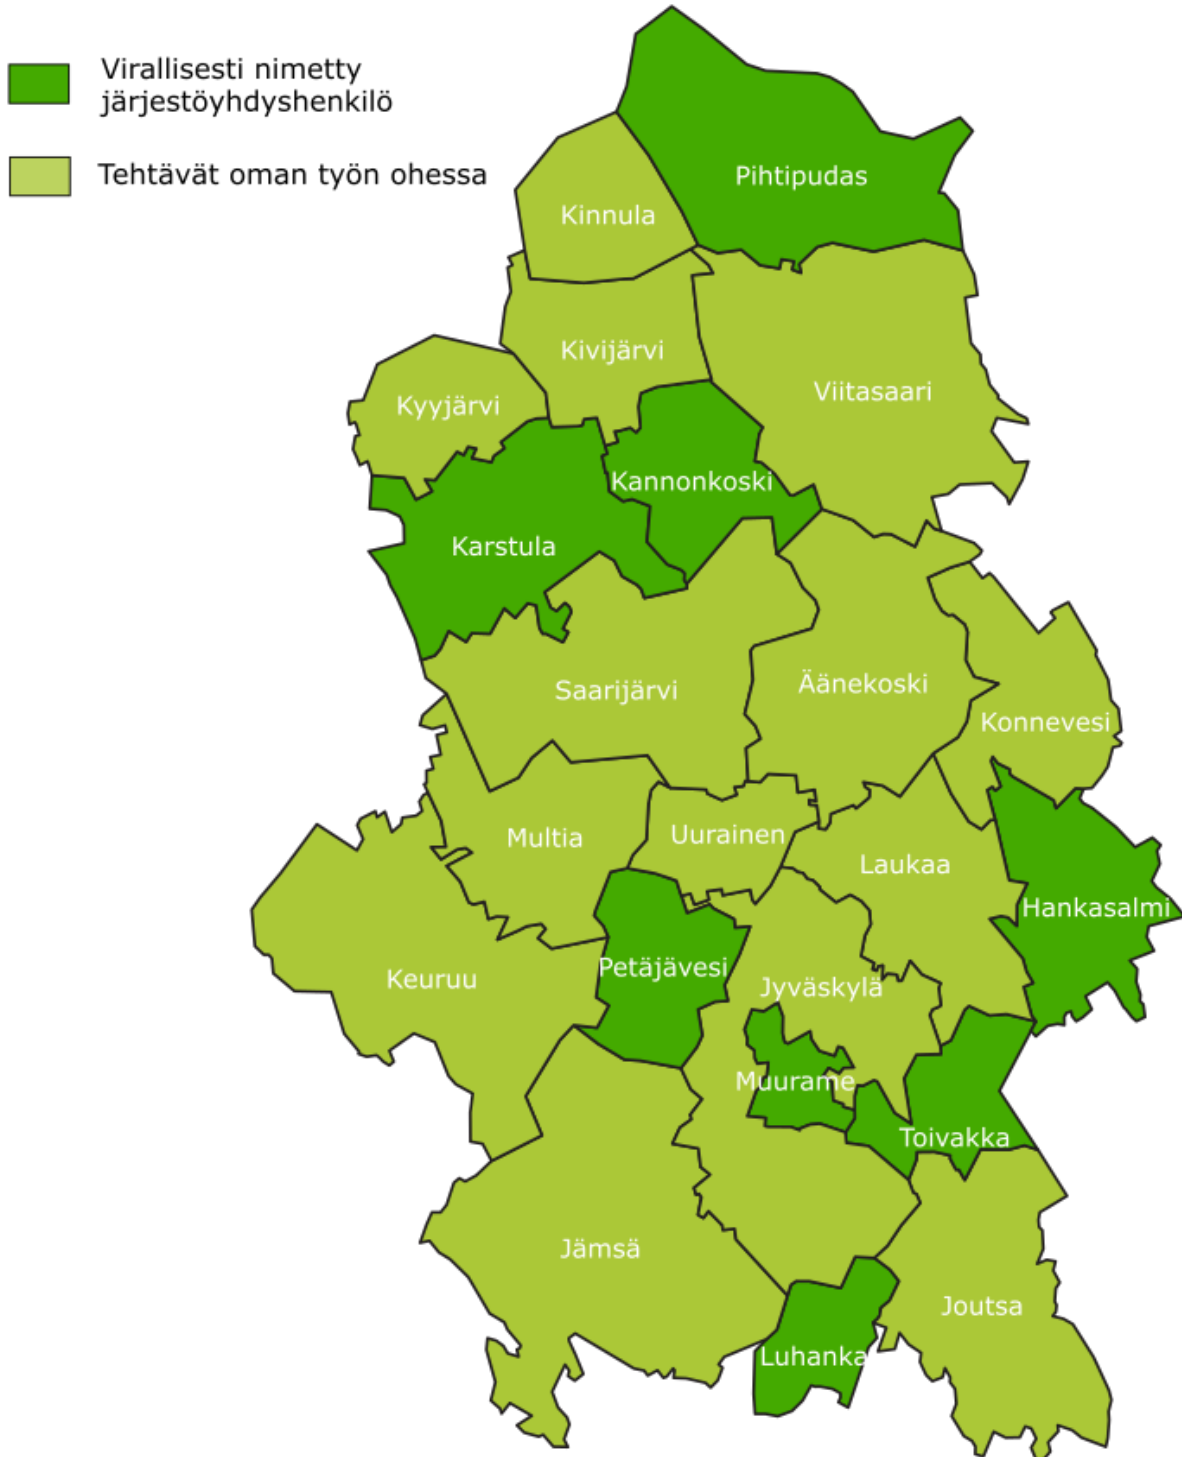 Virallisesti nimetty
järjestöyhdyshenkilö
Tehtävät oman työn ohessa
Pihtipudas
Kinnula
Kivijärvi
Viitasaari
Kyyjärvi
Kannonkoski
Karstula
Äänekoski
Saarijärvi
Konnevesi
Uurainen
Multia
Laukaa
Hankasalmi
Petäjävesi
Keuruu
Jyväskylä
Muurame
Toivakka
Jämsä
Joutsa
Luhanka